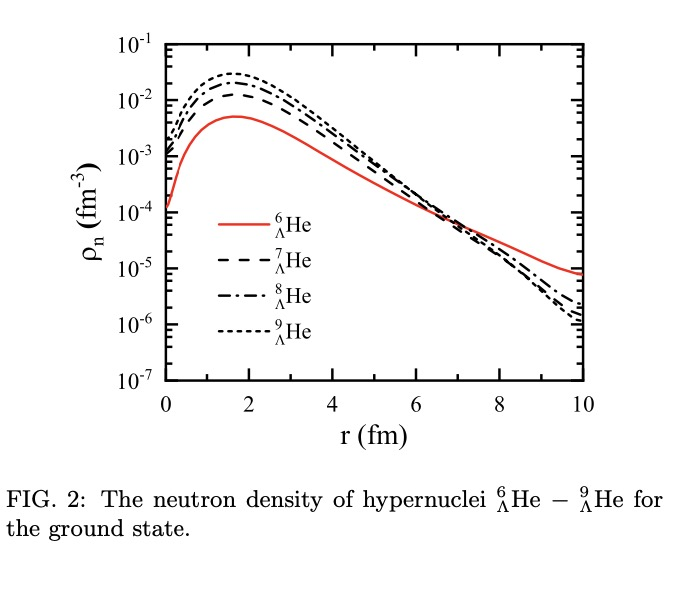 10⁻¹
10⁻²
10⁻³
10⁻⁴
10⁻⁵
10⁻⁶
10⁻⁷
ρₙ (fm⁻³)
⁶ΛHe
⁷ΛHe
⁸ΛHe
⁹ΛHe
0 2 4 6 8 10
r (fm)
FIG. 2: The neutron density of hypernuclei ⁶ΛHe − ⁹ΛHe for
the ground state.